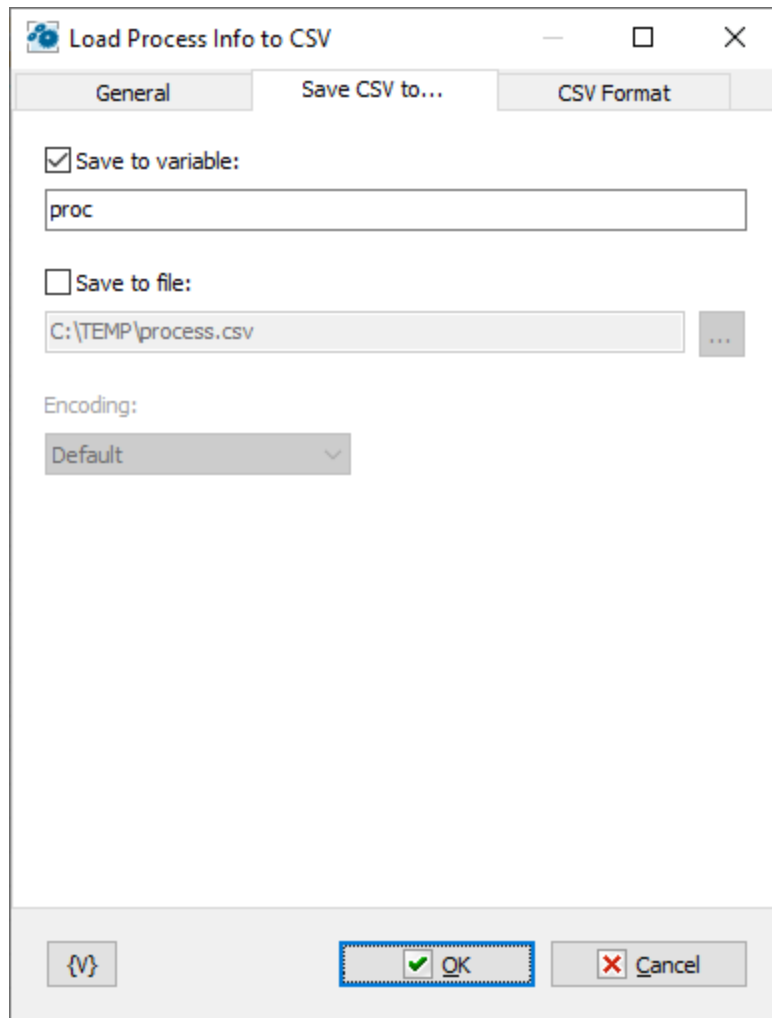 Load Process Info to CSV
General Save CSV to... CSV Format
Save to variable:
proc
Save to file:
C:\TEMP\process.csv ...
Encoding:
Default
{V} OK Cancel